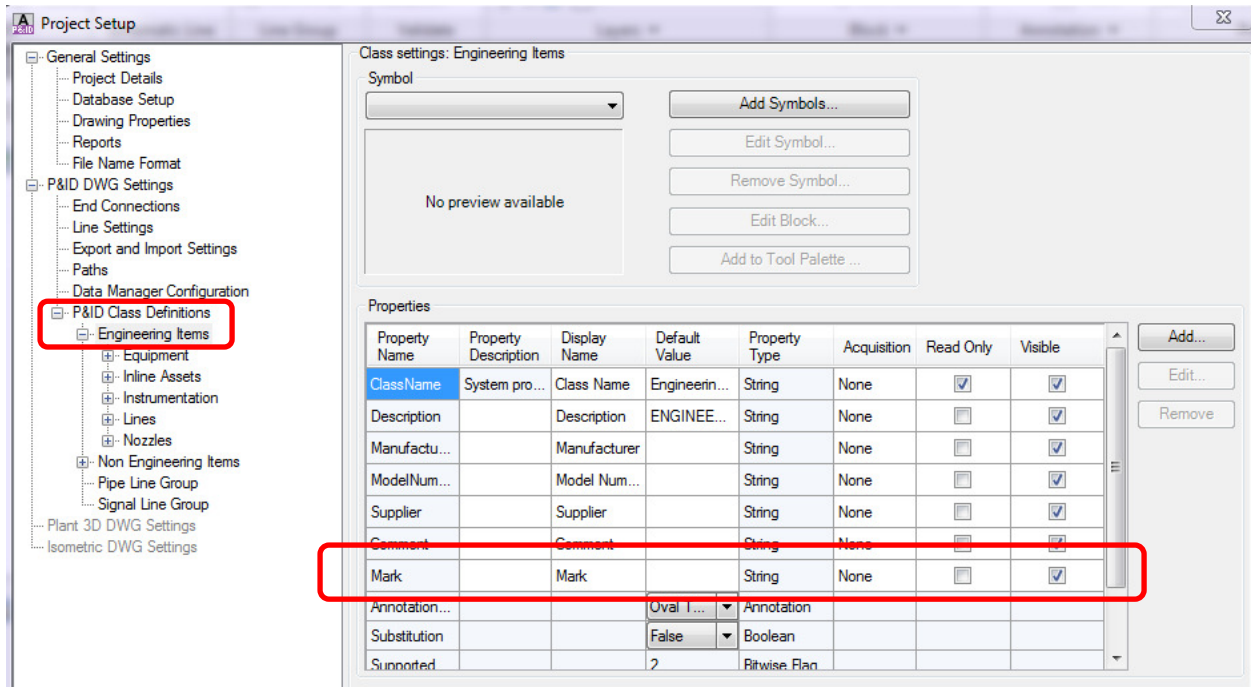 Project Setup
General Settings
Project Details
Database Setup
Drawing Properties
Reports
File Name Format
P&ID DWG Settings
End Connections
Line Settings
Export and Import Settings
Paths
Data Manager Configuration
P&ID Class Definitions
Engineering Items
Equipment
Inline Assets
Instrumentation
Lines
Nozzles
Non Engineering Items
Pipe Line Group
Signal Line Group
Plant 3D DWG Settings
Isometric DWG Settings
Class settings: Engineering Items
Symbol
No preview available
Add Symbols...
Edit Symbol...
Remove Symbol...
Edit Block...
Add to Tool Palette ...
Properties
Property Name Property Description Display Name Default Value Property Type Acquisition Read Only Visible
ClassName System pro... Class Name Engineerin... String None
Description Description ENGINEE... String None
Manufactu... Manufacturer String None
ModelNum... Model Num... String None
Supplier Supplier String None
Comment Comment String None
Mark Mark String None
Annotation... Oval T... Annotation
Substitution False Boolean
Supported 2 Bitwise Flag
Add...
Edit...
Remove